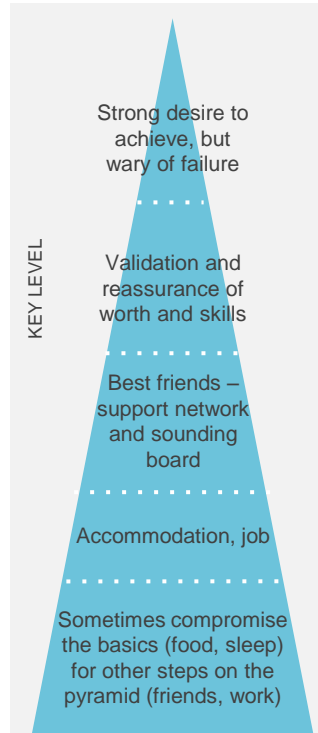 Strong desire to
achieve, but
wary of failure
KEY LEVEL
Validation and
reassurance of
worth and skills
Best friends –
support network
and sounding
board
Accommodation, job
Sometimes compromise
the basics (food, sleep)
for other steps on the
pyramid (friends, work)